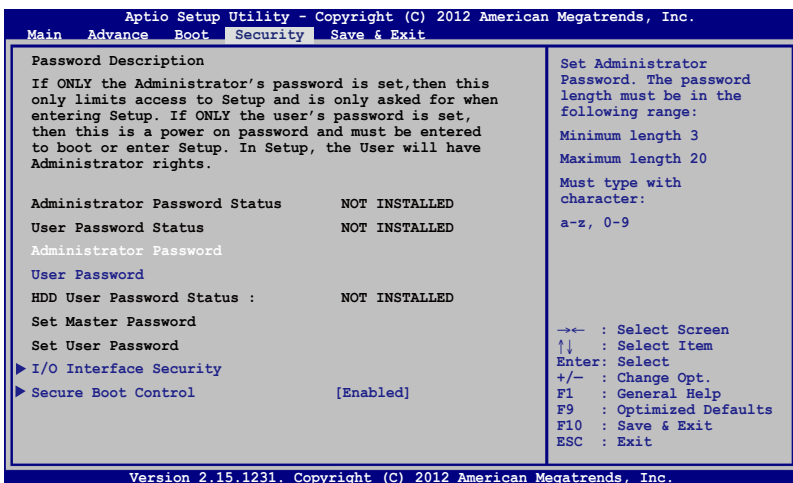 Aptio Setup Utility - Copyright (C) 2012 American Megatrends, Inc.
Main Advance Boot Security Save & Exit
Password Description
If ONLY the Administrator's password is set,then this
only limits access to Setup and is only asked for when
entering Setup. If ONLY the user's password is set,
then this is a power on password and must be entered
to boot or enter Setup. In Setup, the User will have
Administrator rights.
Administrator Password Status NOT INSTALLED
User Password Status NOT INSTALLED
Administrator Password
User Password
HDD User Password Status : NOT INSTALLED
Set Master Password
Set User Password
I/O Interface Security
Secure Boot Control [Enabled]
Set Administrator
Password. The password
length must be in the
following range:
Minimum length 3
Maximum length 20
Must type with
character:
a-z, 0-9
→← : Select Screen
↑↓ : Select Item
Enter: Select
+/— : Change Opt.
F1 : General Help
F9 : Optimized Defaults
F10 : Save & Exit
ESC : Exit
Version 2.15.1231. Copyright (C) 2012 American Megatrends, Inc.